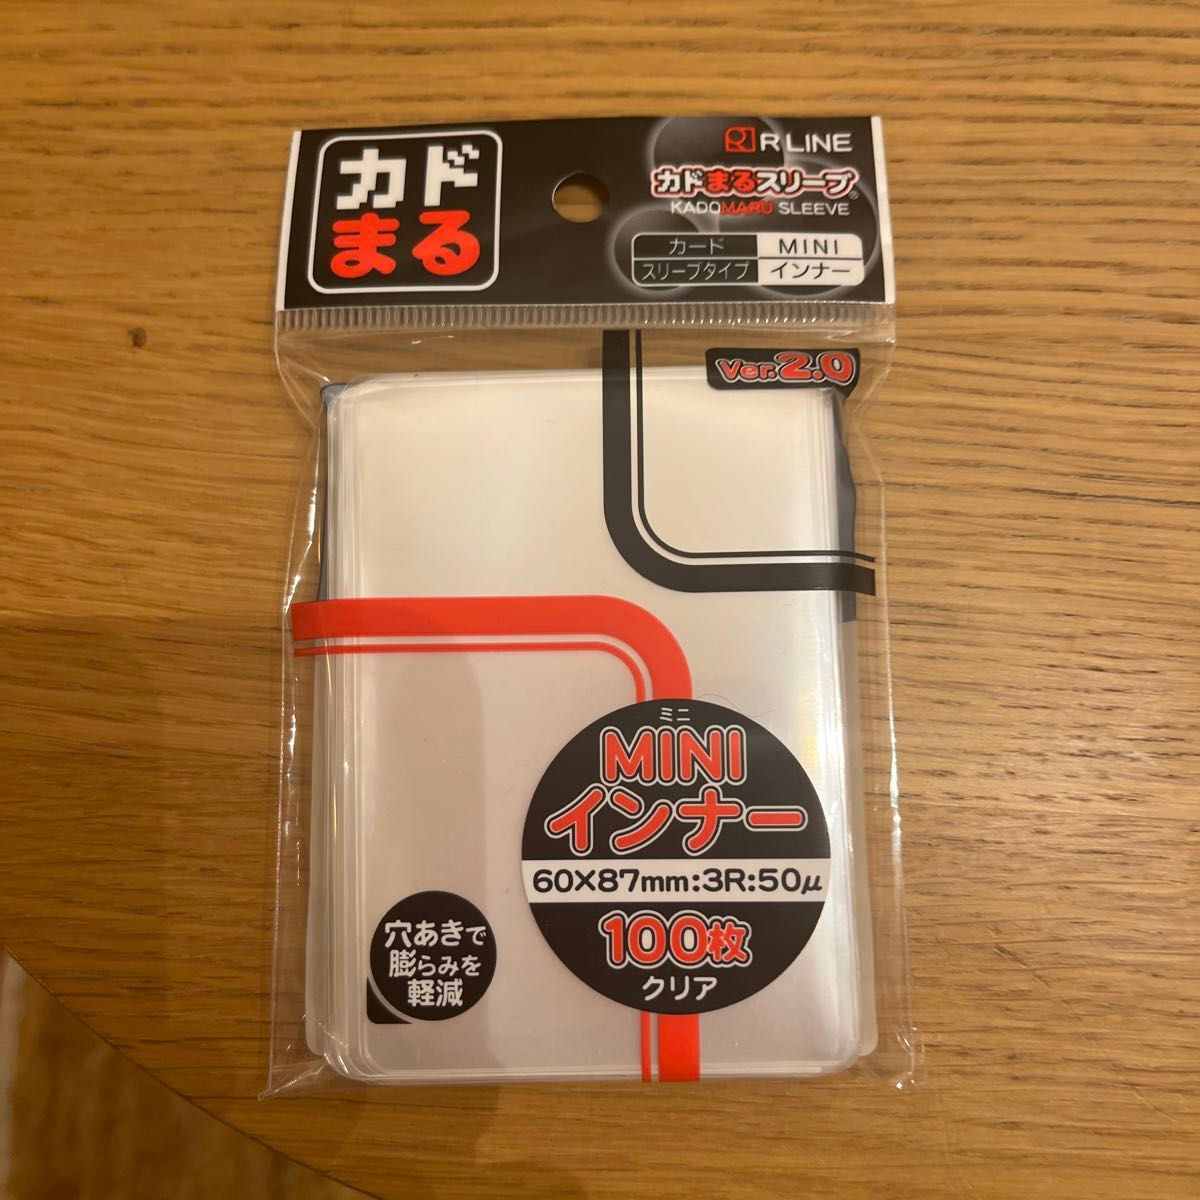 カド
まる
R LINE
カドまるスリーブ®
KADOMARU SLEEVE
カード MINI
スリーブタイプ インナー
Ver.2.0
ミニ
MINI
インナー
60×87mm:3R:50μ
100枚
クリア
穴あきで
膨らみを
軽減